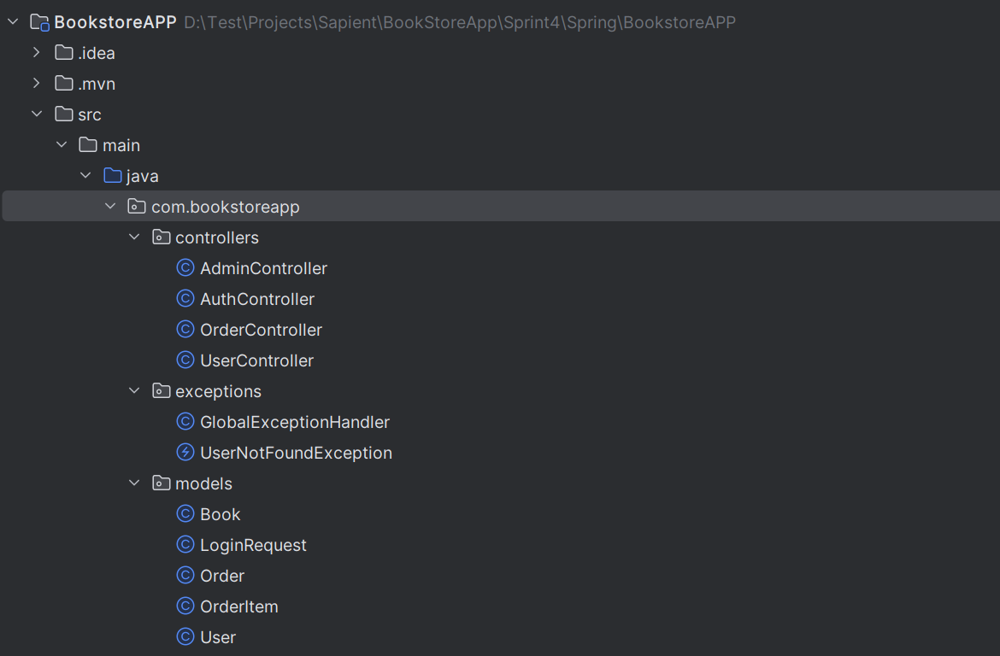 BookstoreAPP D:\Test\Projects\Sapient\BookStoreApp\Sprint4\Spring\BookstoreAPP
.idea
.mvn
src
main
java
com.bookstoreapp
controllers
AdminController
AuthController
OrderController
UserController
exceptions
GlobalExceptionHandler
UserNotFoundException
models
Book
LoginRequest
Order
OrderItem
User